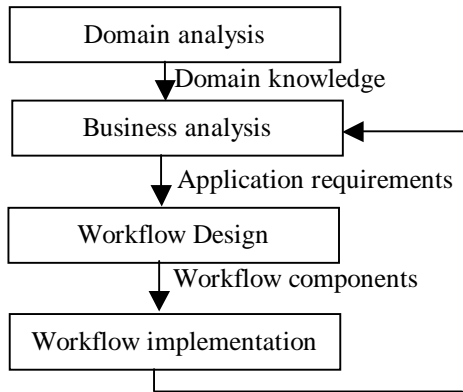 Domain analysis
Domain knowledge
Business analysis
Application requirements
Workflow Design
Workflow components
Workflow implementation